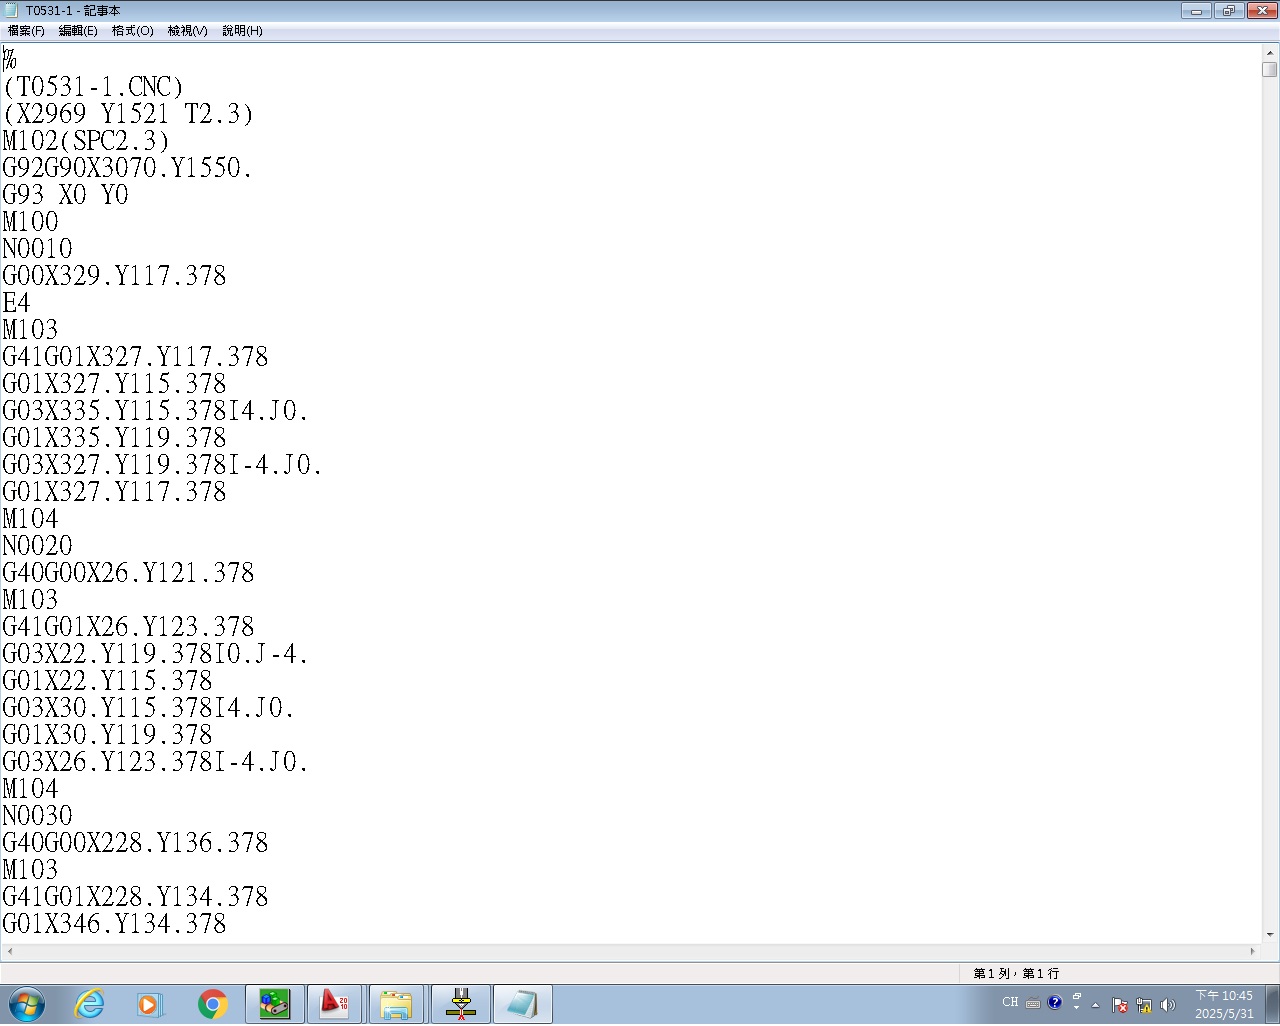 T0531-1 - 記事本
檔案(F) 編輯(E) 格式(O) 檢視(V) 說明(H)
%
(T0531-1.CNC)
(X2969 Y1521 T2.3)
M102(SPC2.3)
G92G90X3070.Y1550.
G93 X0 Y0
M100
N0010
G00X329.Y117.378
E4
M103
G41G01X327.Y117.378
G01X327.Y115.378
G03X335.Y115.378I4.J0.
G01X335.Y119.378
G03X327.Y119.378I-4.J0.
G01X327.Y117.378
M104
N0020
G40G00X26.Y121.378
M103
G41G01X26.Y123.378
G03X22.Y119.378I0.J-4.
G01X22.Y115.378
G03X30.Y115.378I4.J0.
G01X30.Y119.378
G03X26.Y123.378I-4.J0.
M104
N0030
G40G00X228.Y136.378
M103
G41G01X228.Y134.378
G01X346.Y134.378
第 1 列，第 1 行
CH
下午 10:45
2025/5/31